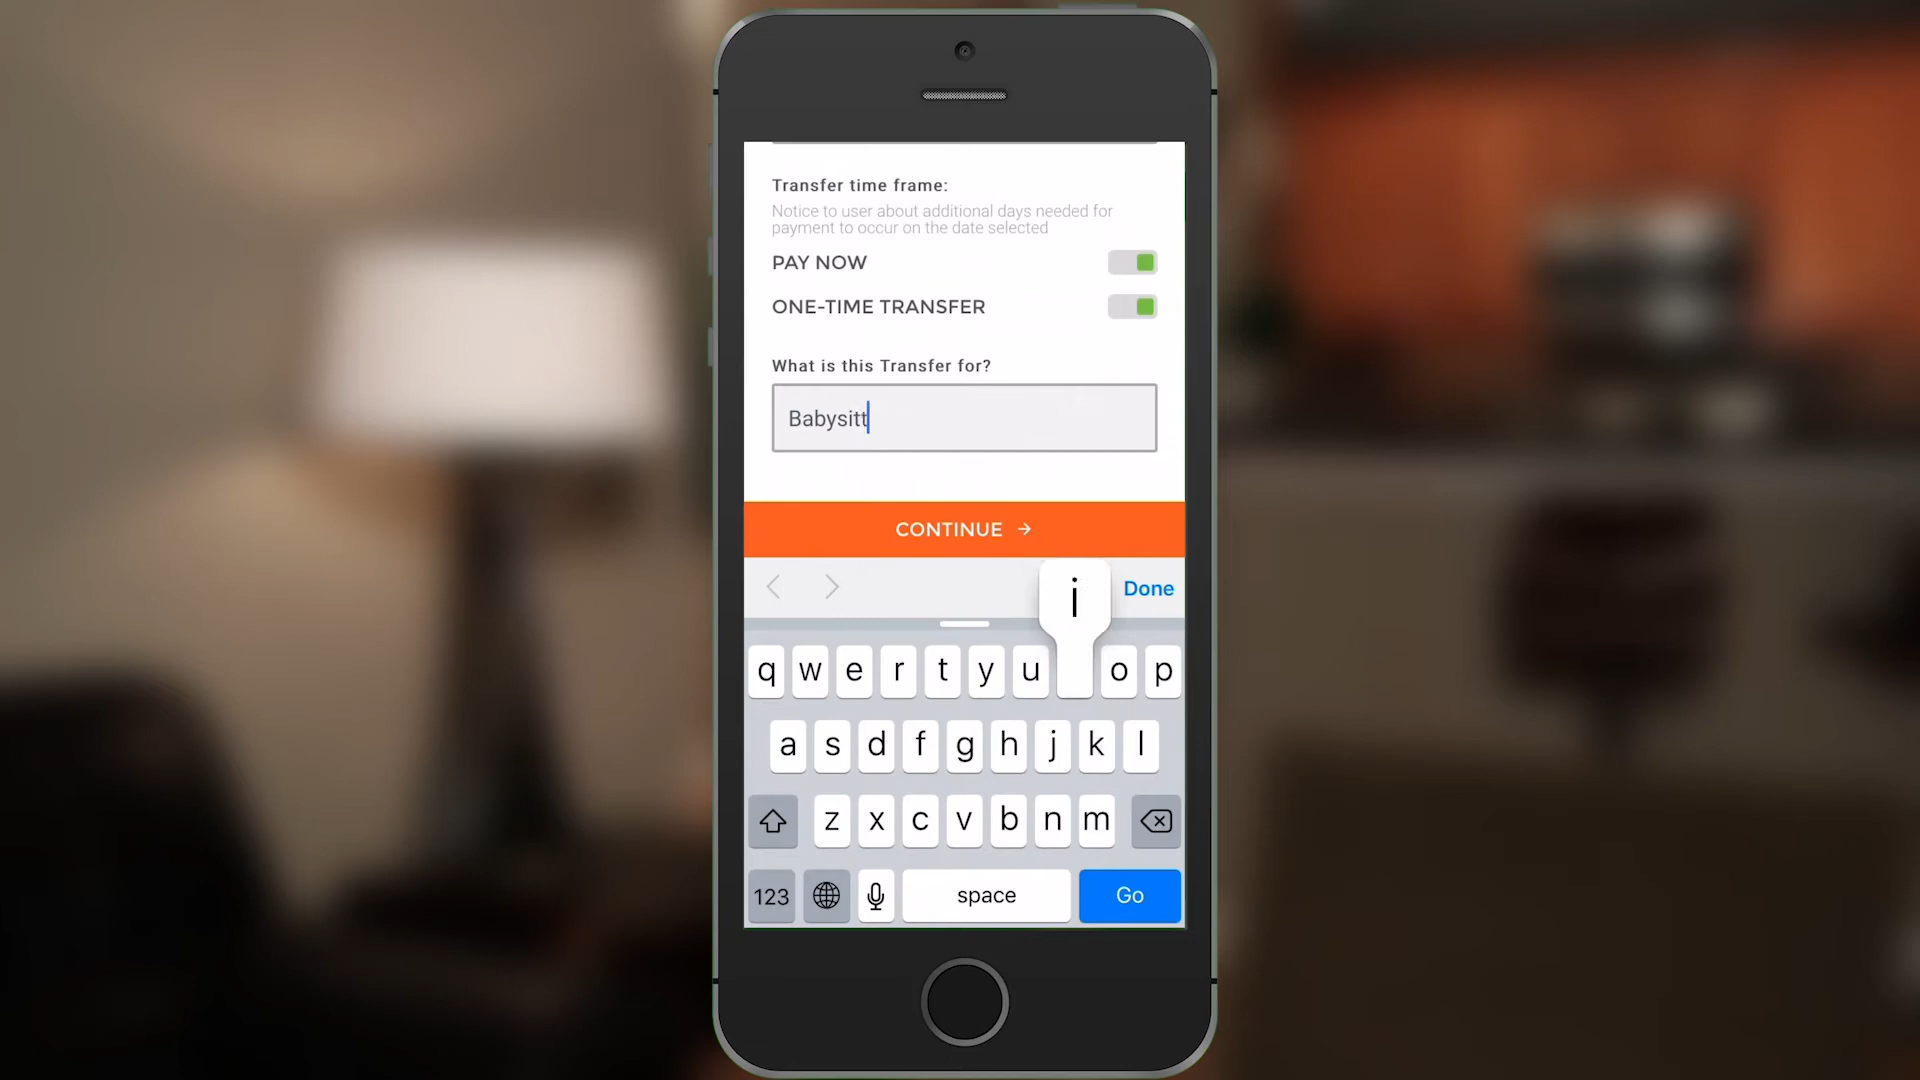 Transfer time frame:
Notice to user about additional days needed for
payment to occur on the date selected
PAY NOW
ONE-TIME TRANSFER
What is this Transfer for?
Babysitt
CONTINUE →
Done
i
q w e r t y u o p
a s d f g h j k l
z x c v b n m
123 space Go